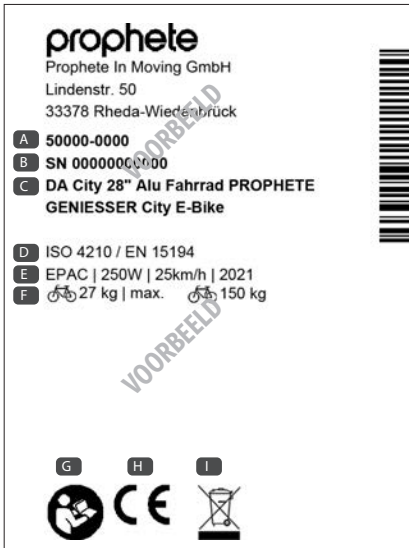 prophete
Prophete In Moving GmbH
Lindenstr. 50
33378 Rheda-Wiedenbrück
VOORBEELD
A 50000-0000
B SN 00000000000
C DA City 28" Alu Fahrrad PROPHETE
GENIESSER City E-Bike
D ISO 4210 / EN 15194
E EPAC | 250W | 25km/h | 2021
F 27 kg | max. 150 kg
VOORBEELD
G H I
CE